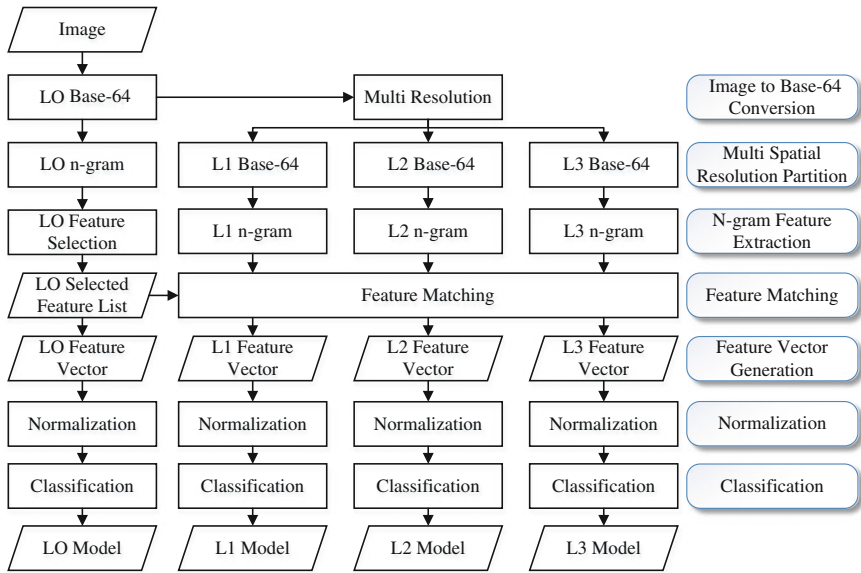 Image
LO Base-64
Multi Resolution
Image to Base-64
Conversion
LO n-gram
L1 Base-64
L2 Base-64
L3 Base-64
Multi Spatial
Resolution Partition
LO Feature
Selection
L1 n-gram
L2 n-gram
L3 n-gram
N-gram Feature
Extraction
LO Selected
Feature List
Feature Matching
Feature Matching
LO Feature
Vector
L1 Feature
Vector
L2 Feature
Vector
L3 Feature
Vector
Feature Vector
Generation
Normalization
Normalization
Normalization
Normalization
Normalization
Classification
Classification
Classification
Classification
Classification
LO Model
L1 Model
L2 Model
L3 Model